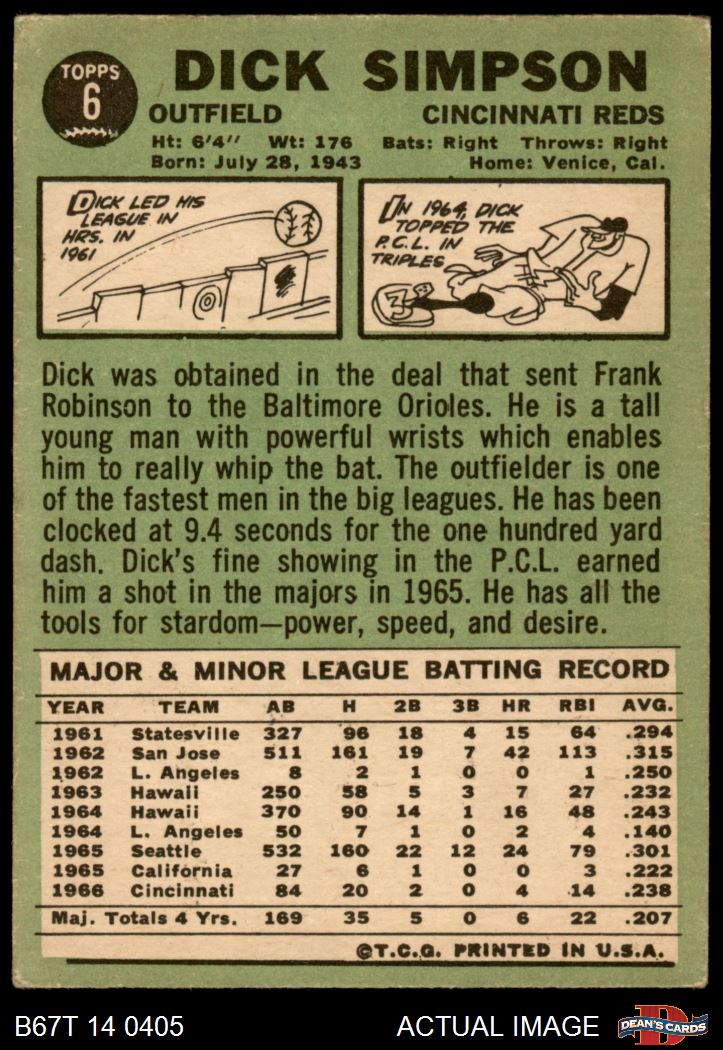 TOPPS
6
DICK SIMPSON
OUTFIELD CINCINNATI REDS
Ht: 6'4" Wt: 176 Bats: Right Throws: Right
Born: July 28, 1943 Home: Venice, Cal.
DICK LED HIS
LEAGUE IN
HRS. IN
1961
IN 1964, DICK
TOPPED THE
P.C.L. IN
TRIPLES
3
Dick was obtained in the deal that sent Frank
Robinson to the Baltimore Orioles. He is a tall
young man with powerful wrists which enables
him to really whip the bat. The outfielder is one
of the fastest men in the big leagues. He has been
clocked at 9.4 seconds for the one hundred yard
dash. Dick's fine showing in the P.C.L. earned
him a shot in the majors in 1965. He has all the
tools for stardom—power, speed, and desire.
MAJOR & MINOR LEAGUE BATTING RECORD
YEAR TEAM AB H 2B 3B HR RBI AVG.
1961 Statesville 327 96 18 4 15 64 .294
1962 San Jose 511 161 19 7 42 113 .315
1962 L. Angeles 8 2 1 0 0 1 .250
1963 Hawaii 250 58 5 3 7 27 .232
1964 Hawaii 370 90 14 1 16 48 .243
1964 L. Angeles 50 7 1 0 2 4 .140
1965 Seattle 532 160 22 12 24 79 .301
1965 California 27 6 1 0 0 3 .222
1966 Cincinnati 84 20 2 0 4 14 .238
Maj. Totals 4 Yrs. 169 35 5 0 6 22 .207
©T.C.G. PRINTED IN U.S.A.
B67T 14 0405 ACTUAL IMAGE
DEAN'S CARDS